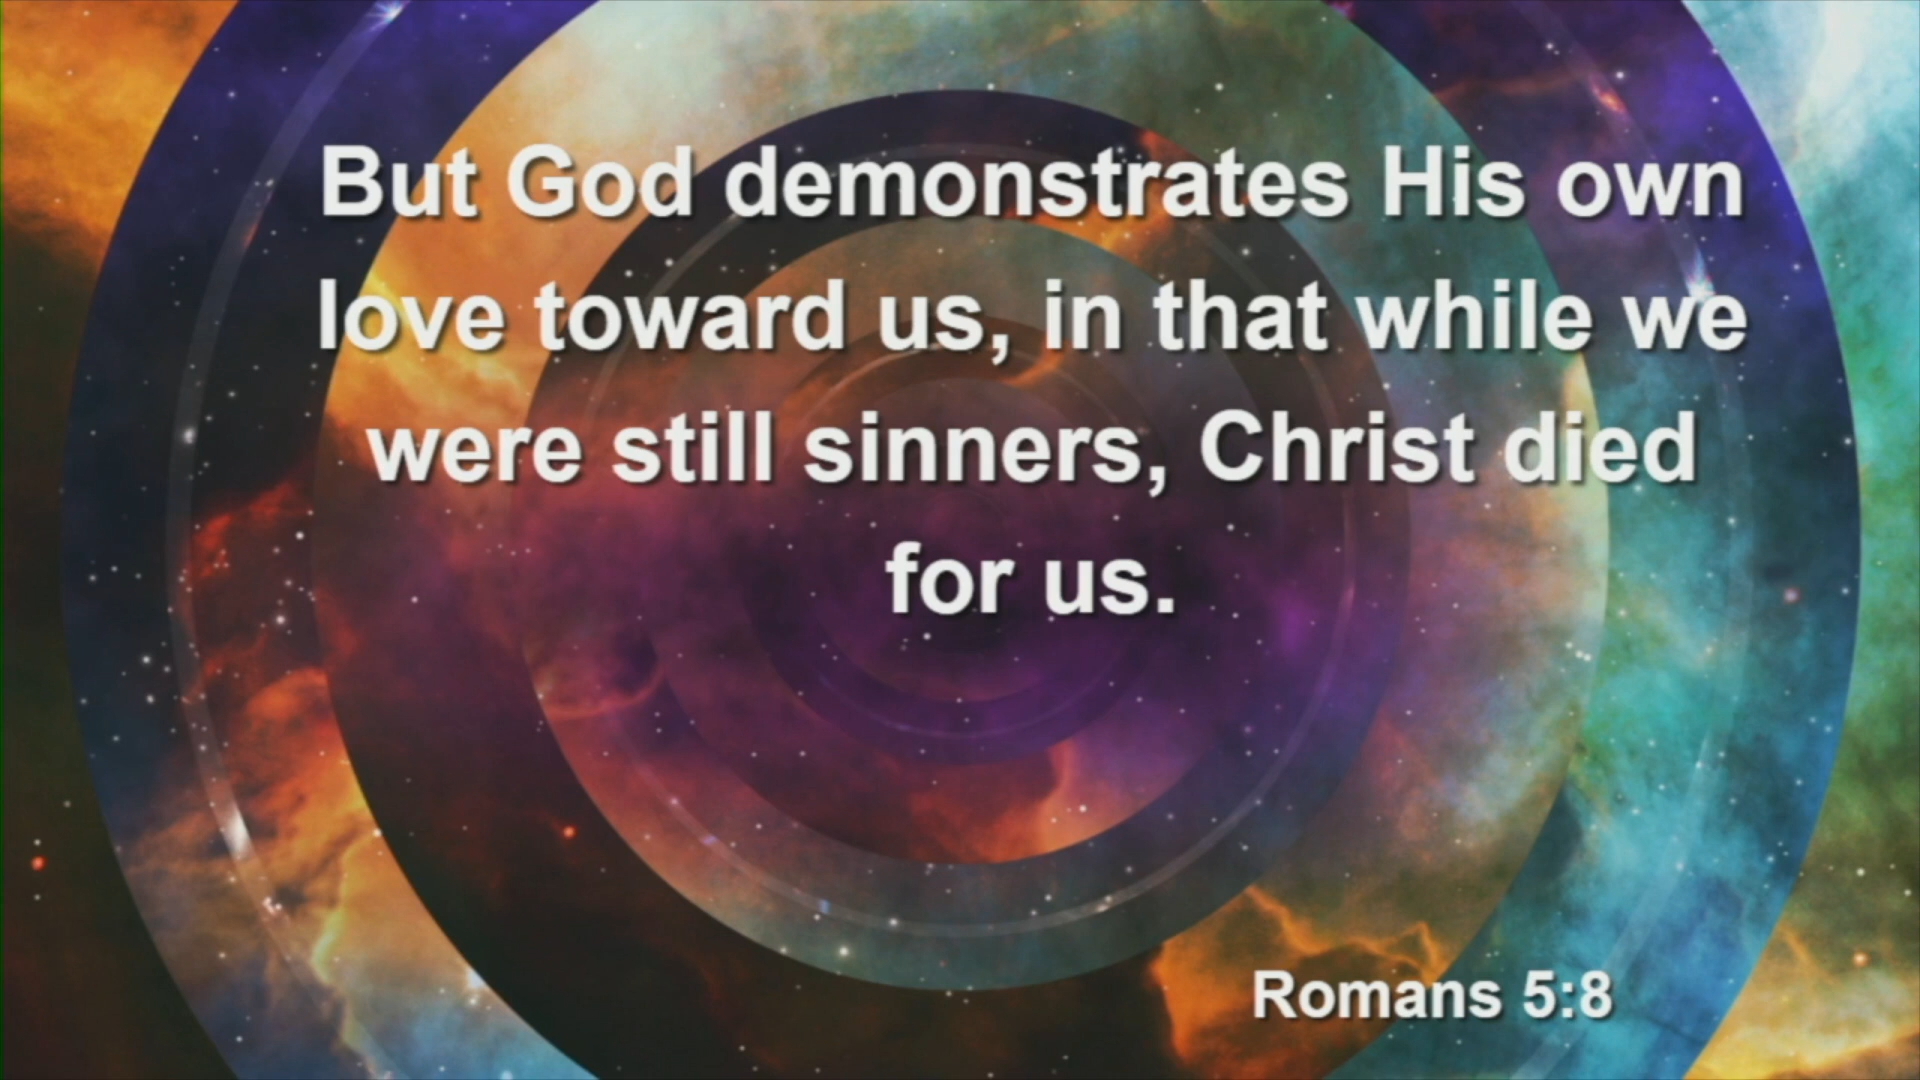 But God demonstrates His own
love toward us, in that while we
were still sinners, Christ died
for us.
Romans 5:8